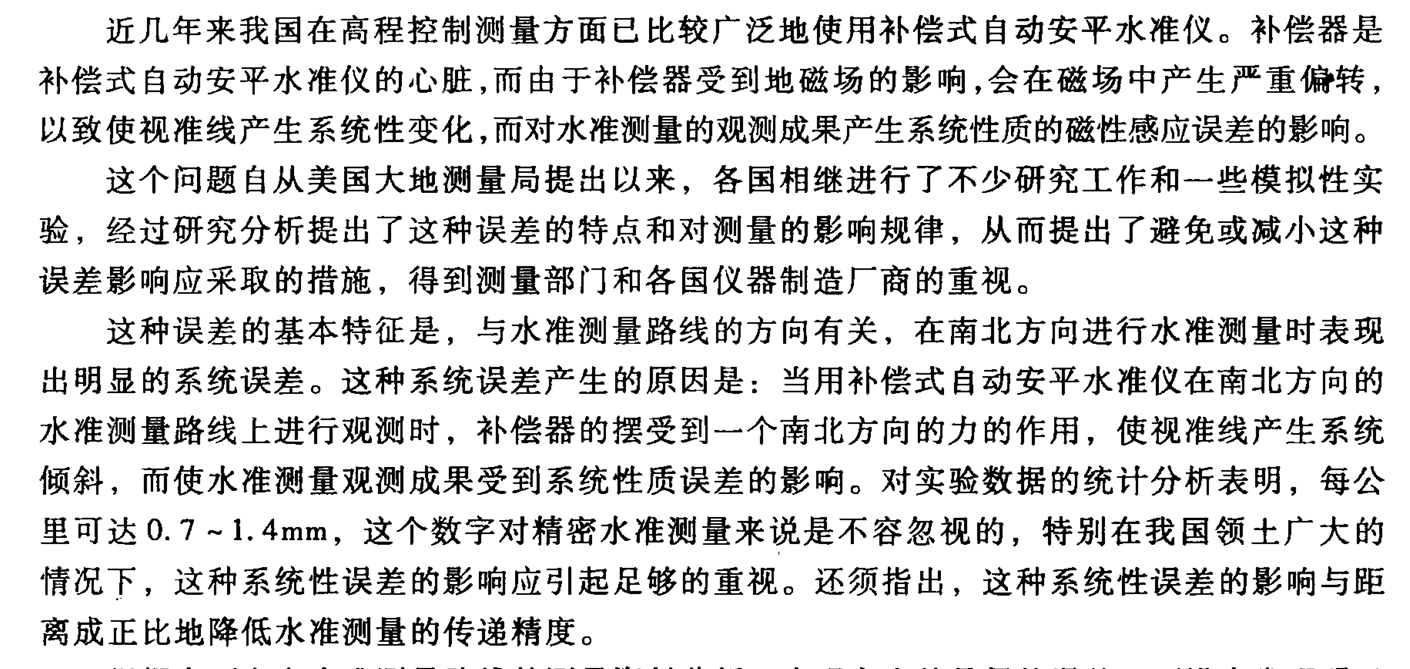 近几年来我国在高程控制测量方面已比较广泛地使用补偿式自动安平水准仪。补偿器是
补偿式自动安平水准仪的心脏,而由于补偿器受到地磁场的影响,会在磁场中产生严重偏转,
以致使视准线产生系统性变化,而对水准测量的观测成果产生系统性质的磁性感应误差的影响。
这个问题自从美国大地测量局提出以来，各国相继进行了不少研究工作和一些模拟性实
验，经过研究分析提出了这种误差的特点和对测量的影响规律，从而提出了避免或减小这种
误差影响应采取的措施，得到测量部门和各国仪器制造厂商的重视。
这种误差的基本特征是，与水准测量路线的方向有关，在南北方向进行水准测量时表现
出明显的系统误差。这种系统误差产生的原因是：当用补偿式自动安平水准仪在南北方向的
水准测量路线上进行观测时，补偿器的摆受到一个南北方向的力的作用，使视准线产生系统
倾斜，而使水准测量观测成果受到系统性质误差的影响。对实验数据的统计分析表明，每公
里可达0.7~1.4mm，这个数字对精密水准测量来说是不容忽视的，特别在我国领土广大的
情况下，这种系统性误差的影响应引起足够的重视。还须指出，这种系统性误差的影响与距
离成正比地降低水准测量的传递精度。